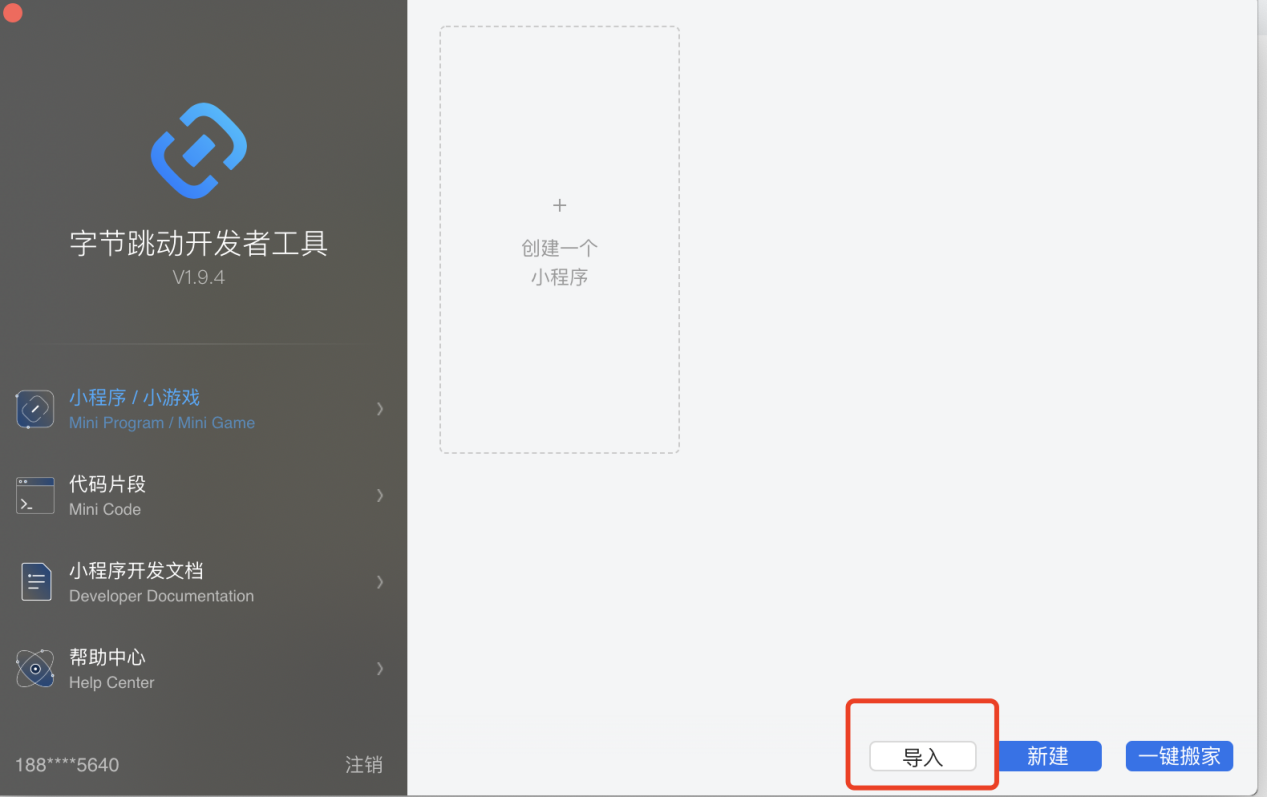 字节跳动开发者工具
V1.9.4
小程序 / 小游戏
Mini Program / Mini Game
代码片段
Mini Code
小程序开发文档
Developer Documentation
帮助中心
Help Center
188****5640
注销
+
创建一个
小程序
导入
新建
一键搬家